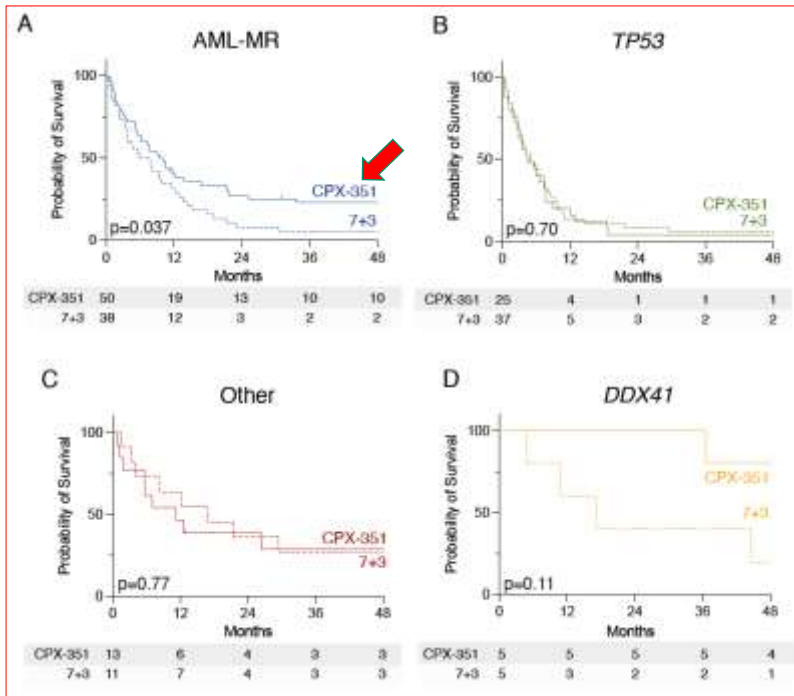 A
AML-MR
Probability of Survival
100
50
0
CPX-351
7+3
p=0.037
0 12 24 36 48
Months
CPX-351 50 19 13 10 10
7+3 38 12 3 2 2
B
TP53
Probability of Survival
100
50
0
CPX-351
7+3
p=0.70
0 12 24 36 48
Months
CPX-351 25 4 1 1 1
7+3 37 5 3 2 2
C
Other
Probability of Survival
100
50
0
CPX-351
7+3
p=0.77
0 12 24 36 48
Months
CPX-351 13 6 4 3 3
7+3 11 7 4 3 3
D
DDX41
Probability of Survival
100
50
0
CPX-351
7+3
p=0.11
0 12 24 36 48
Months
CPX-351 5 5 5 5 4
7+3 5 3 2 2 1